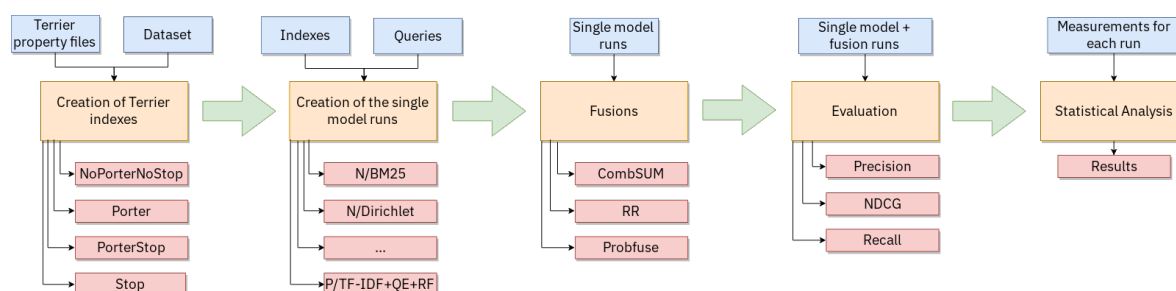 Terrier
property files
Dataset
Creation of Terrier
indexes
NoPorterNoStop
Porter
PorterStop
Stop
Indexes
Queries
Creation of the single
model runs
N/BM25
N/Dirichlet
...
P/TF-IDF+QE+RF
Single model
runs
Fusions
CombSUM
RR
Probfuse
Single model +
fusion runs
Evaluation
Precision
NDCG
Recall
Measurements for
each run
Statistical Analysis
Results